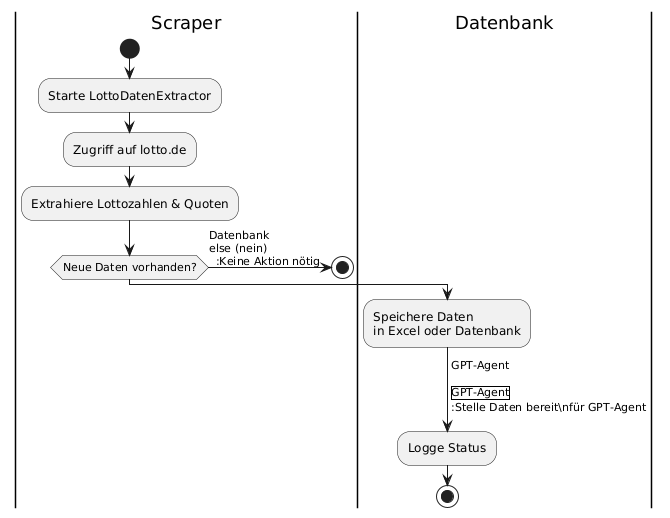 Scraper
Datenbank
Starte LottoDatenExtractor
Zugriff auf lotto.de
Extrahiere Lottozahlen & Quoten
Neue Daten vorhanden?
Datenbank
else (nein)
:Keine Aktion nötig
Speichere Daten
in Excel oder Datenbank
GPT-Agent
GPT-Agent
:Stelle Daten bereit\nfür GPT-Agent
Logge Status